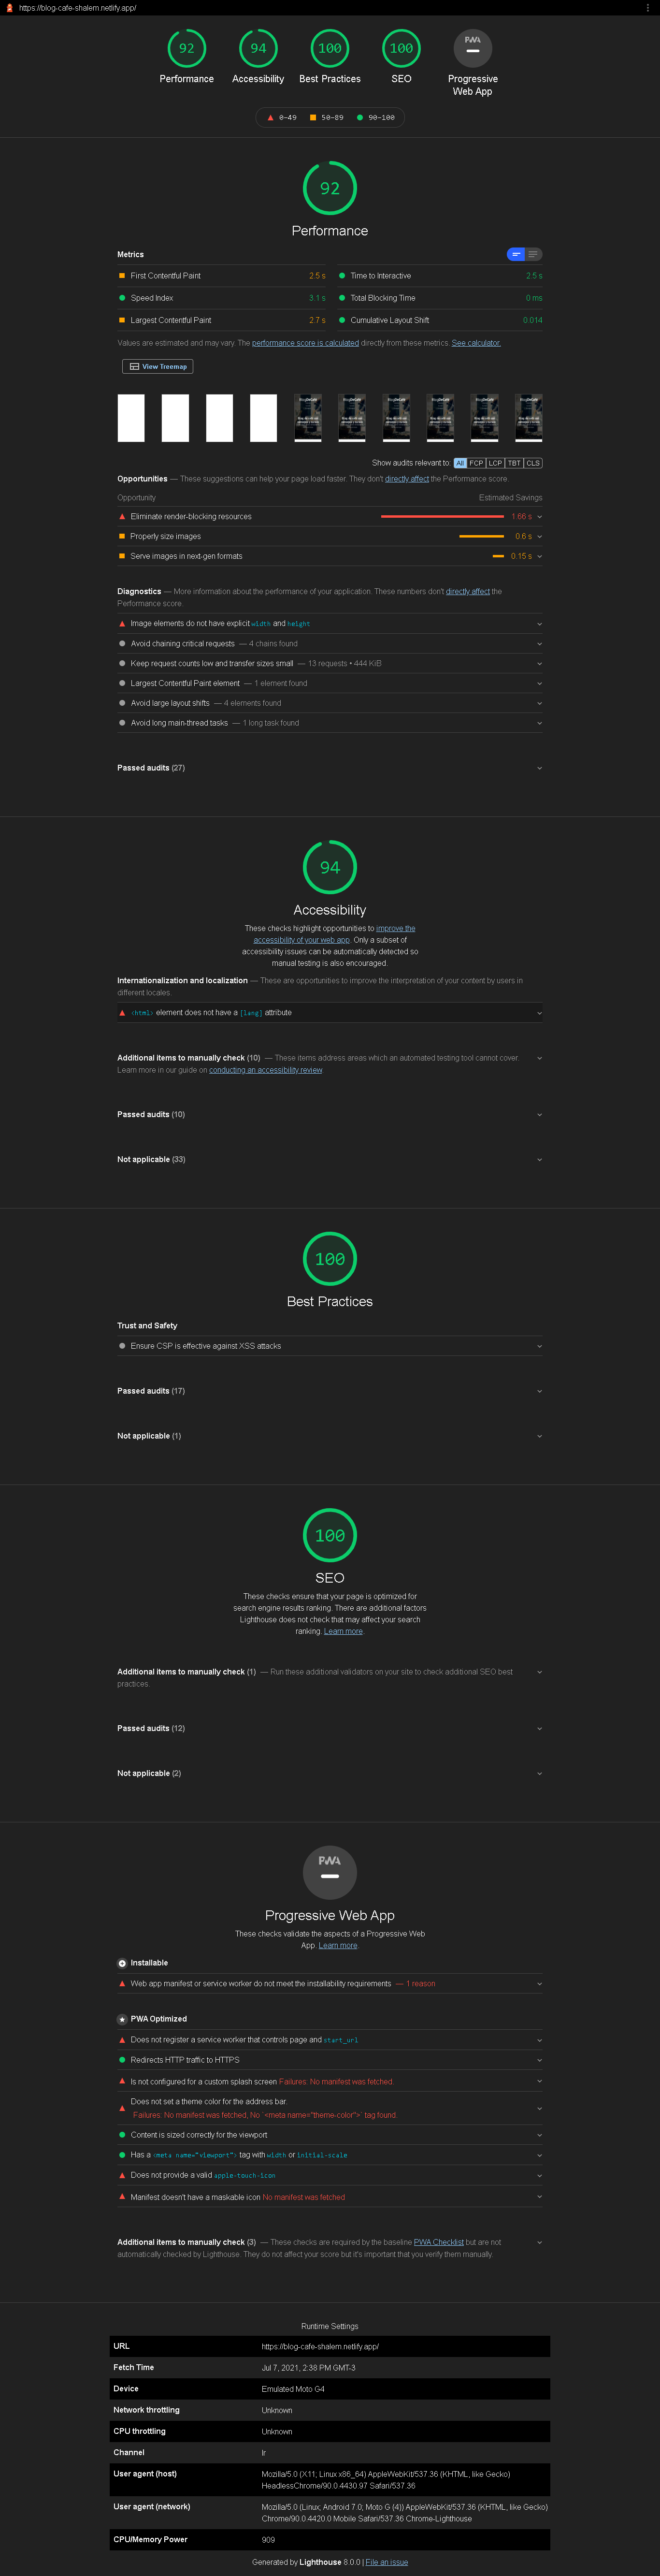 https://blog-cafe-shalem.netlify.app/
92
94
100
100
PWA
Performance
Accessibility
Best Practices
SEO
Progressive
Web App
0–49
50–89
90–100
92
Performance
Metrics
First Contentful Paint 2.5 s
Time to Interactive 2.5 s
Speed Index 3.1 s
Total Blocking Time 0 ms
Largest Contentful Paint 2.7 s
Cumulative Layout Shift 0.014
Values are estimated and may vary. The performance score is calculated directly from these metrics. See calculator.
View Treemap
Show audits relevant to: All FCP LCP TBT CLS
Opportunities — These suggestions can help your page load faster. They don't directly affect the Performance score.
Opportunity Estimated Savings
Eliminate render-blocking resources 1.66 s
Properly size images 0.6 s
Serve images in next-gen formats 0.15 s
Diagnostics — More information about the performance of your application. These numbers don't directly affect the
Performance score.
Image elements do not have explicit width and height
Avoid chaining critical requests — 4 chains found
Keep request counts low and transfer sizes small — 13 requests • 444 KiB
Largest Contentful Paint element — 1 element found
Avoid large layout shifts — 4 elements found
Avoid long main-thread tasks — 1 long task found
Passed audits (27)
94
Accessibility
These checks highlight opportunities to improve the
accessibility of your web app. Only a subset of
accessibility issues can be automatically detected so
manual testing is also encouraged.
Internationalization and localization — These are opportunities to improve the interpretation of your content by users in
different locales.
<html> element does not have a [lang] attribute
Additional items to manually check (10) — These items address areas which an automated testing tool cannot cover.
Learn more in our guide on conducting an accessibility review.
Passed audits (10)
Not applicable (33)
100
Best Practices
Trust and Safety
Ensure CSP is effective against XSS attacks
Passed audits (17)
Not applicable (1)
100
SEO
These checks ensure that your page is optimized for
search engine results ranking. There are additional factors
Lighthouse does not check that may affect your search
ranking. Learn more.
Additional items to manually check (1) — Run these additional validators on your site to check additional SEO best
practices.
Passed audits (12)
Not applicable (2)
PWA
Progressive Web App
These checks validate the aspects of a Progressive Web
App. Learn more.
Installable
Web app manifest or service worker do not meet the installability requirements — 1 reason
PWA Optimized
Does not register a service worker that controls page and start_url
Redirects HTTP traffic to HTTPS
Is not configured for a custom splash screen Failures: No manifest was fetched.
Does not set a theme color for the address bar.
Failures: No manifest was fetched, No `<meta name="theme-color">` tag found.
Content is sized correctly for the viewport
Has a <meta name="viewport"> tag with width or initial-scale
Does not provide a valid apple-touch-icon
Manifest doesn't have a maskable icon No manifest was fetched
Additional items to manually check (3) — These checks are required by the baseline PWA Checklist but are not
automatically checked by Lighthouse. They do not affect your score but it's important that you verify them manually.
Runtime Settings
URL https://blog-cafe-shalem.netlify.app/
Fetch Time Jul 7, 2021, 2:38 PM GMT-3
Device Emulated Moto G4
Network throttling Unknown
CPU throttling Unknown
Channel lr
User agent (host) Mozilla/5.0 (X11; Linux x86_64) AppleWebKit/537.36 (KHTML, like Gecko)
HeadlessChrome/90.0.4430.97 Safari/537.36
User agent (network) Mozilla/5.0 (Linux; Android 7.0; Moto G (4)) AppleWebKit/537.36 (KHTML, like Gecko)
Chrome/90.0.4420.0 Mobile Safari/537.36 Chrome-Lighthouse
CPU/Memory Power 909
Generated by Lighthouse 8.0.0 | File an issue